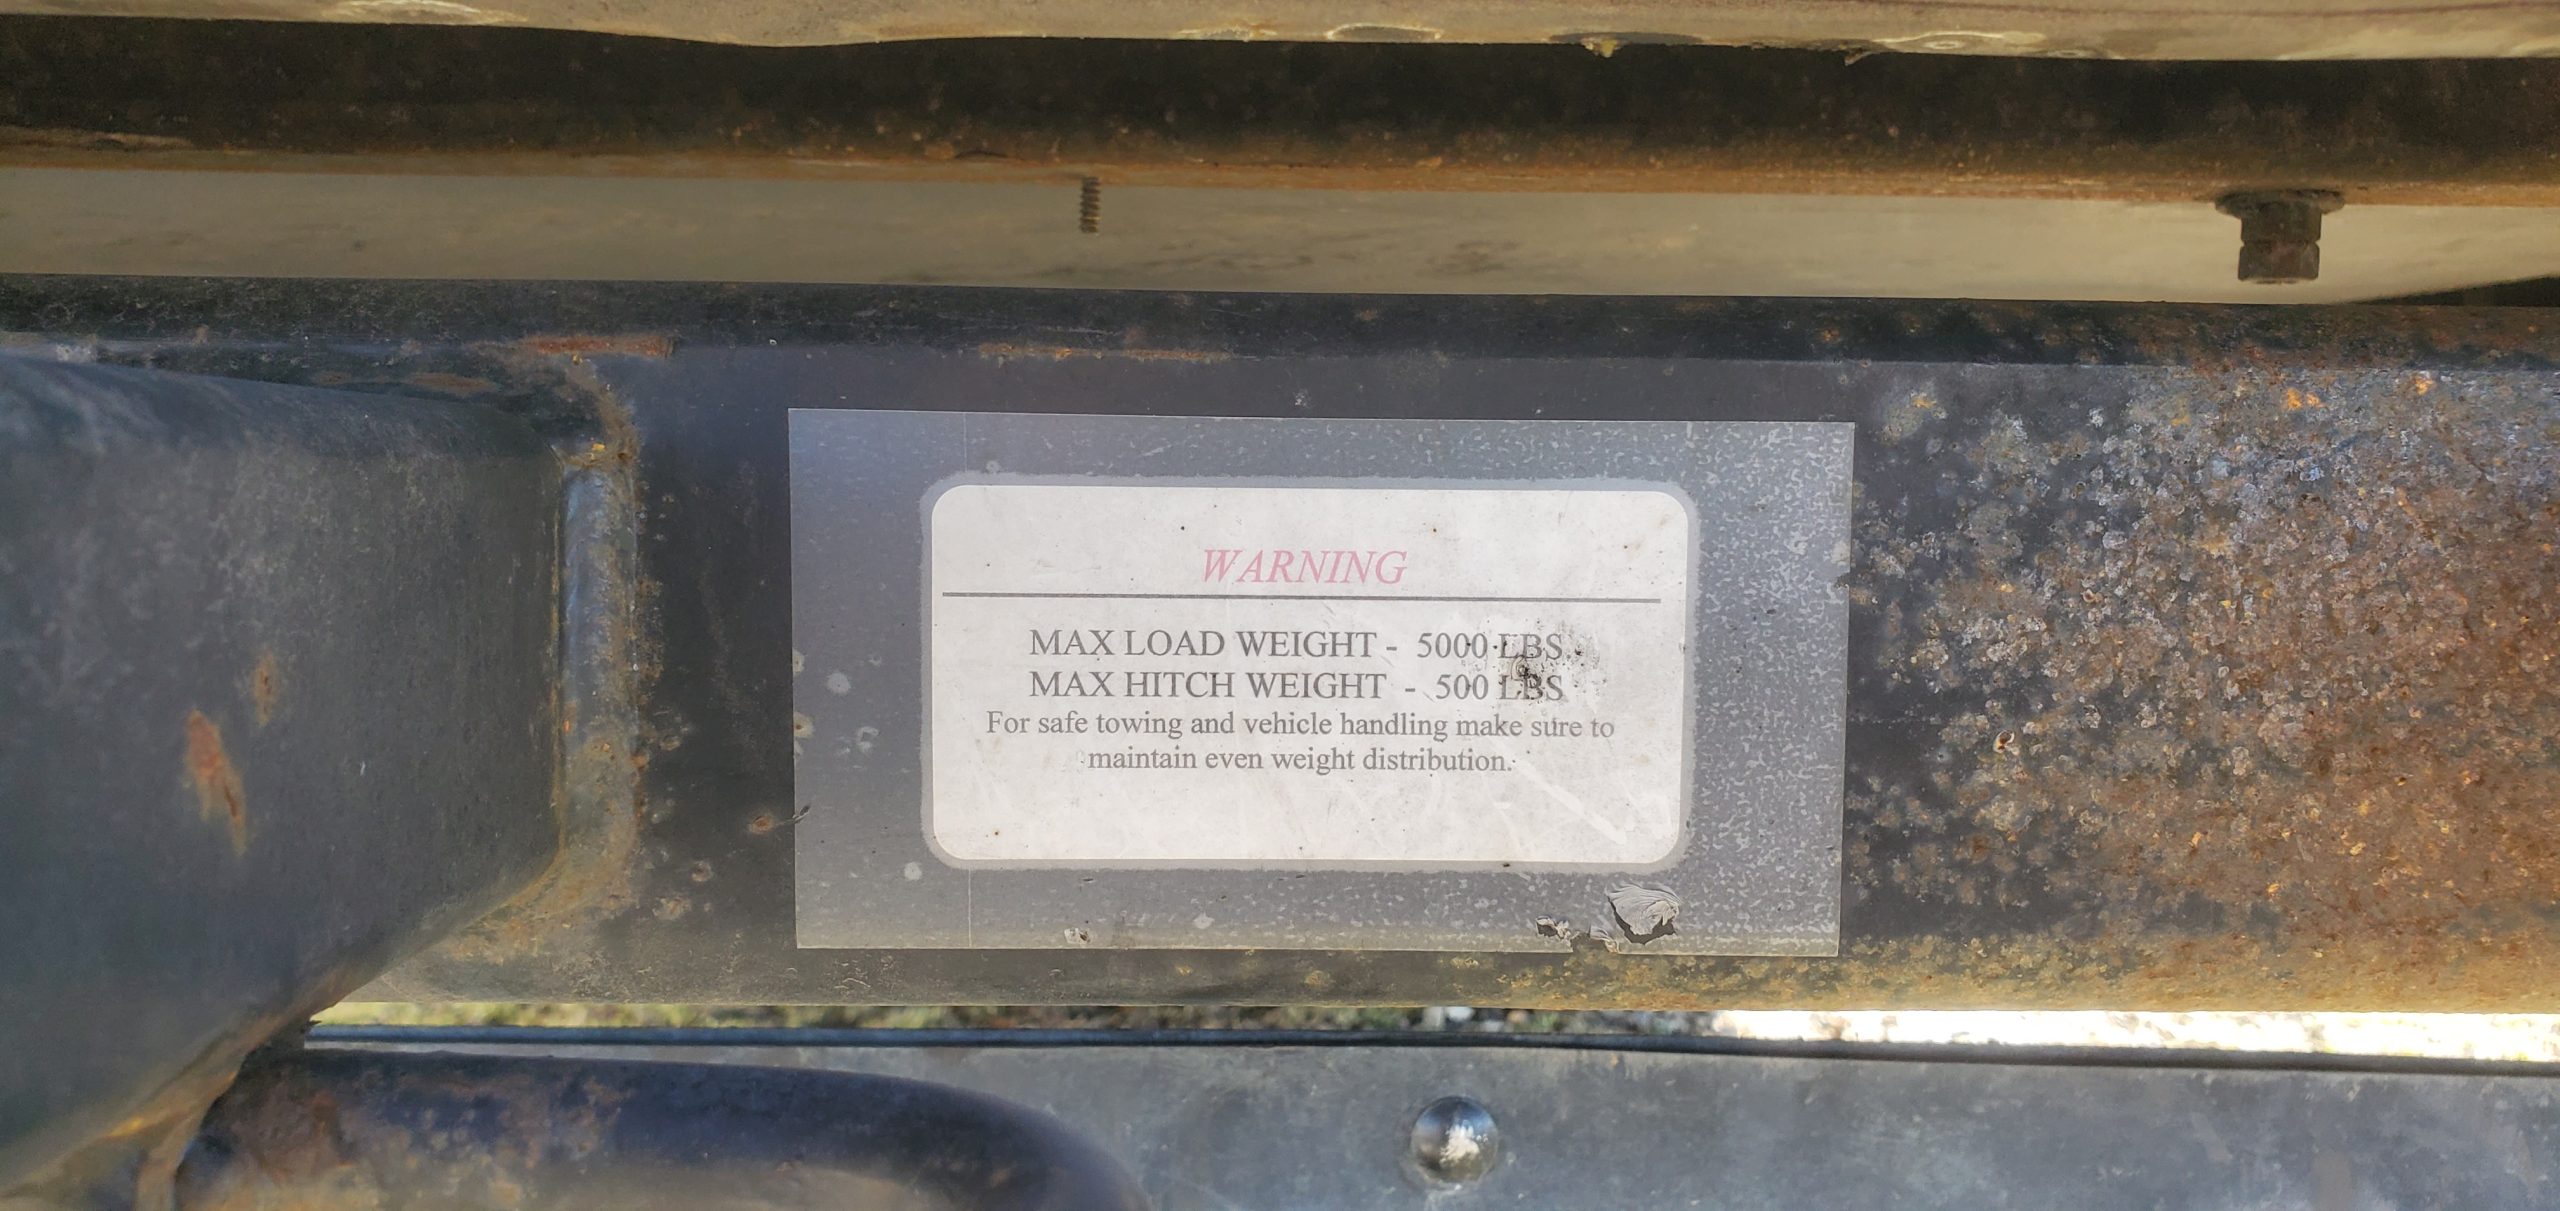 WARNING
MAX LOAD WEIGHT - 5000 LBS
MAX HITCH WEIGHT - 500 LBS
For safe towing and vehicle handling make sure to
maintain even weight distribution.